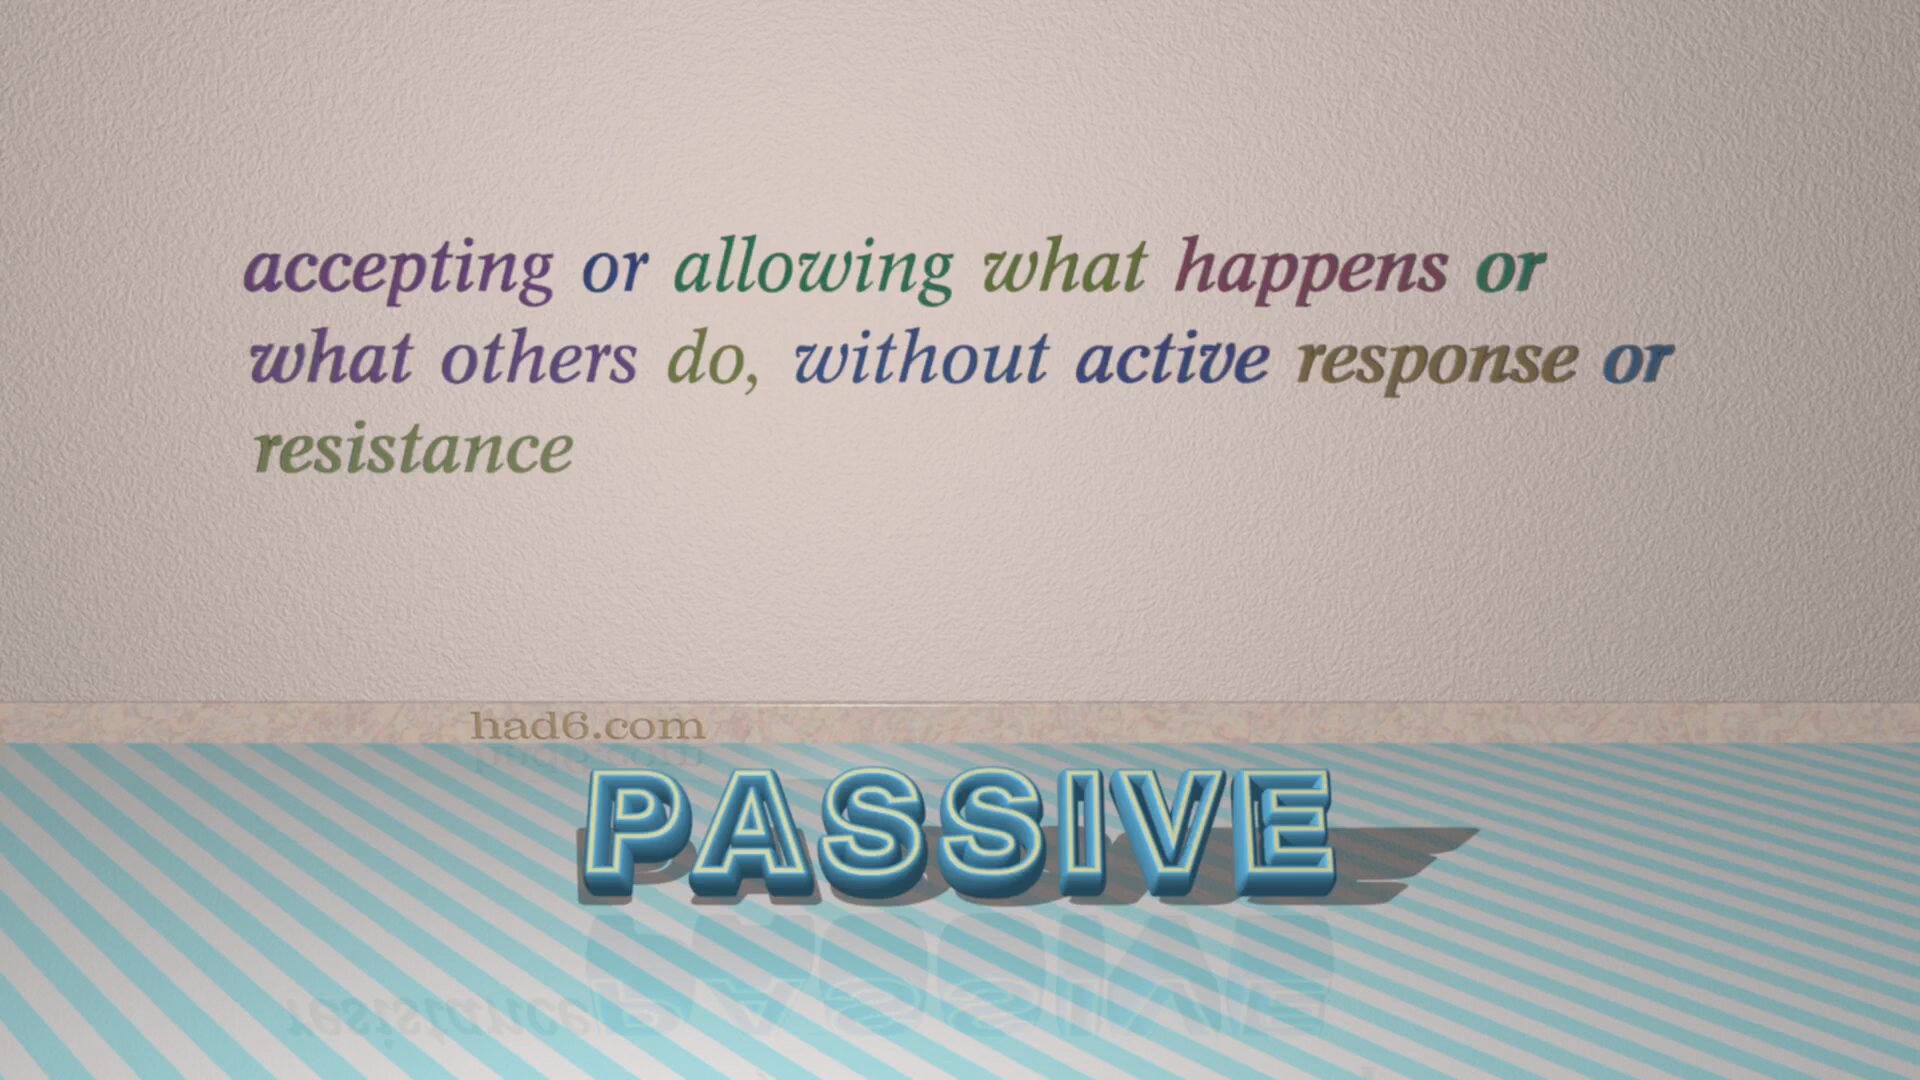 accepting or allowing what happens or
what others do, without active response or
resistance
had6.com
PASSIVE